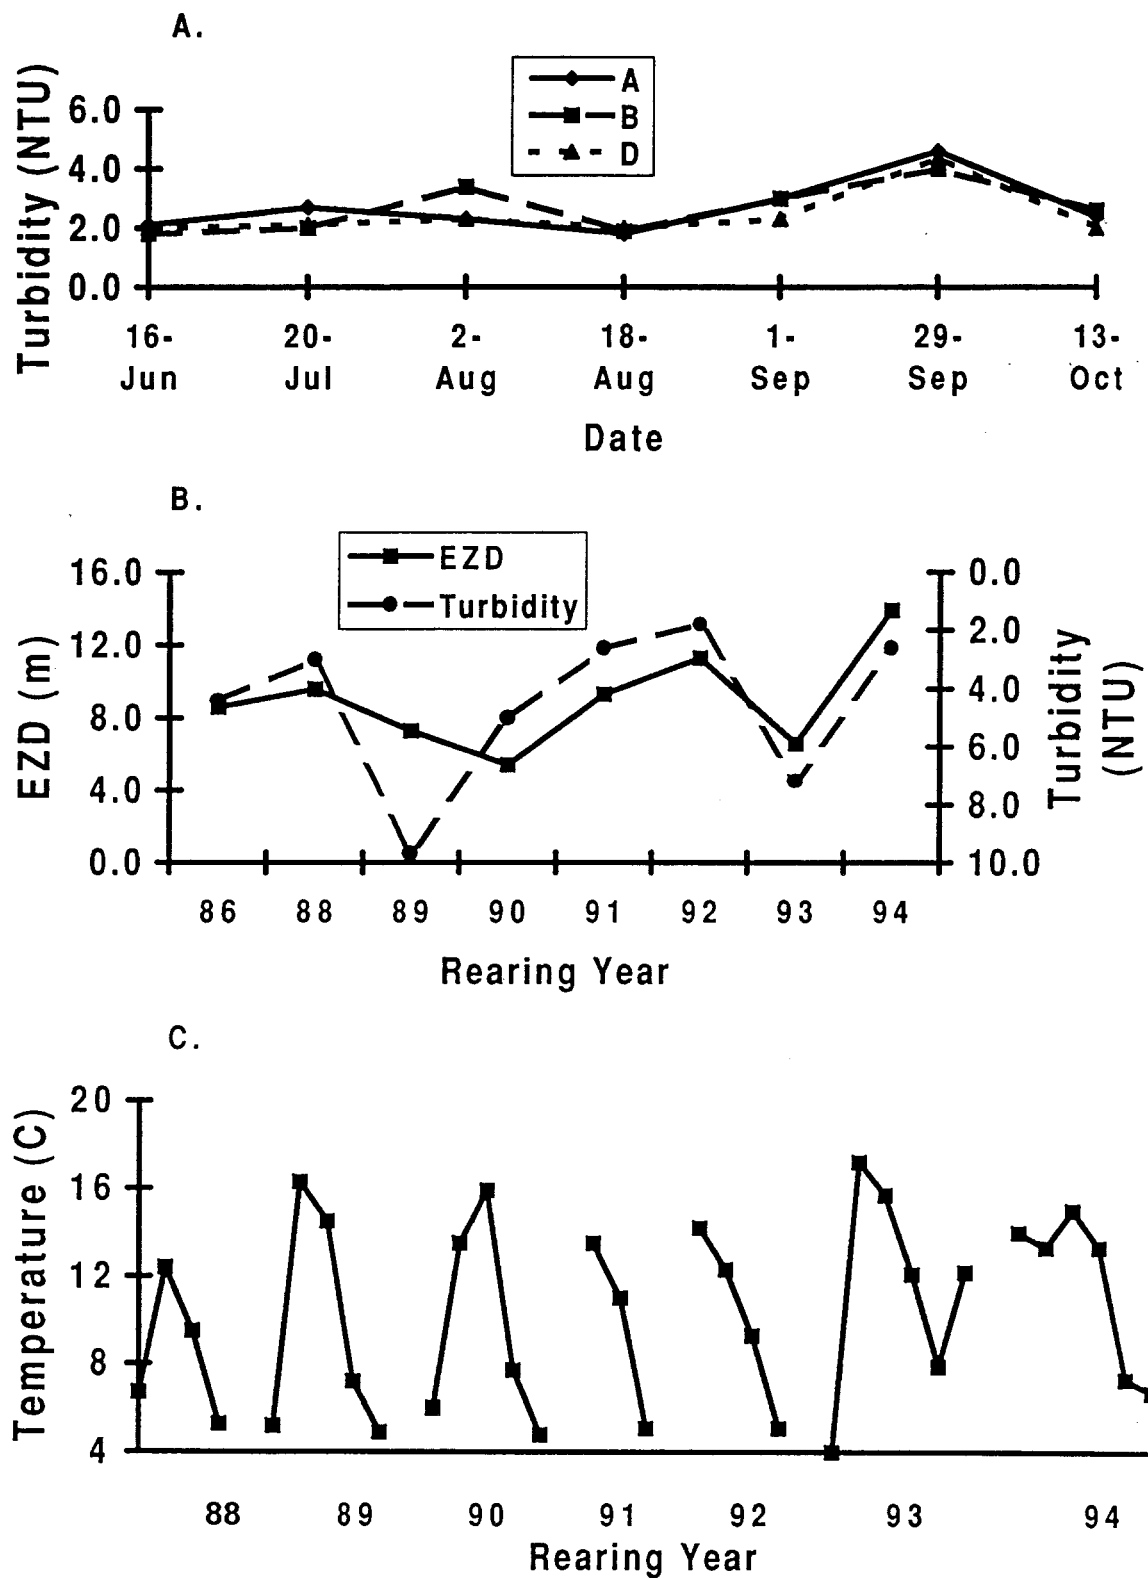 A.
Turbidity (NTU)
6.0
4.0
2.0
0.0
A
B
D
16-Jun
20-Jul
2-Aug
18-Aug
1-Sep
29-Sep
13-Oct
Date
B.
EZD (m)
16.0
12.0
8.0
4.0
0.0
EZD
Turbidity
0.0
2.0
4.0
6.0
8.0
10.0
Turbidity
(NTU)
86 88 89 90 91 92 93 94
Rearing Year
C.
Temperature (C)
20
16
12
8
4
88 89 90 91 92 93 94
Rearing Year